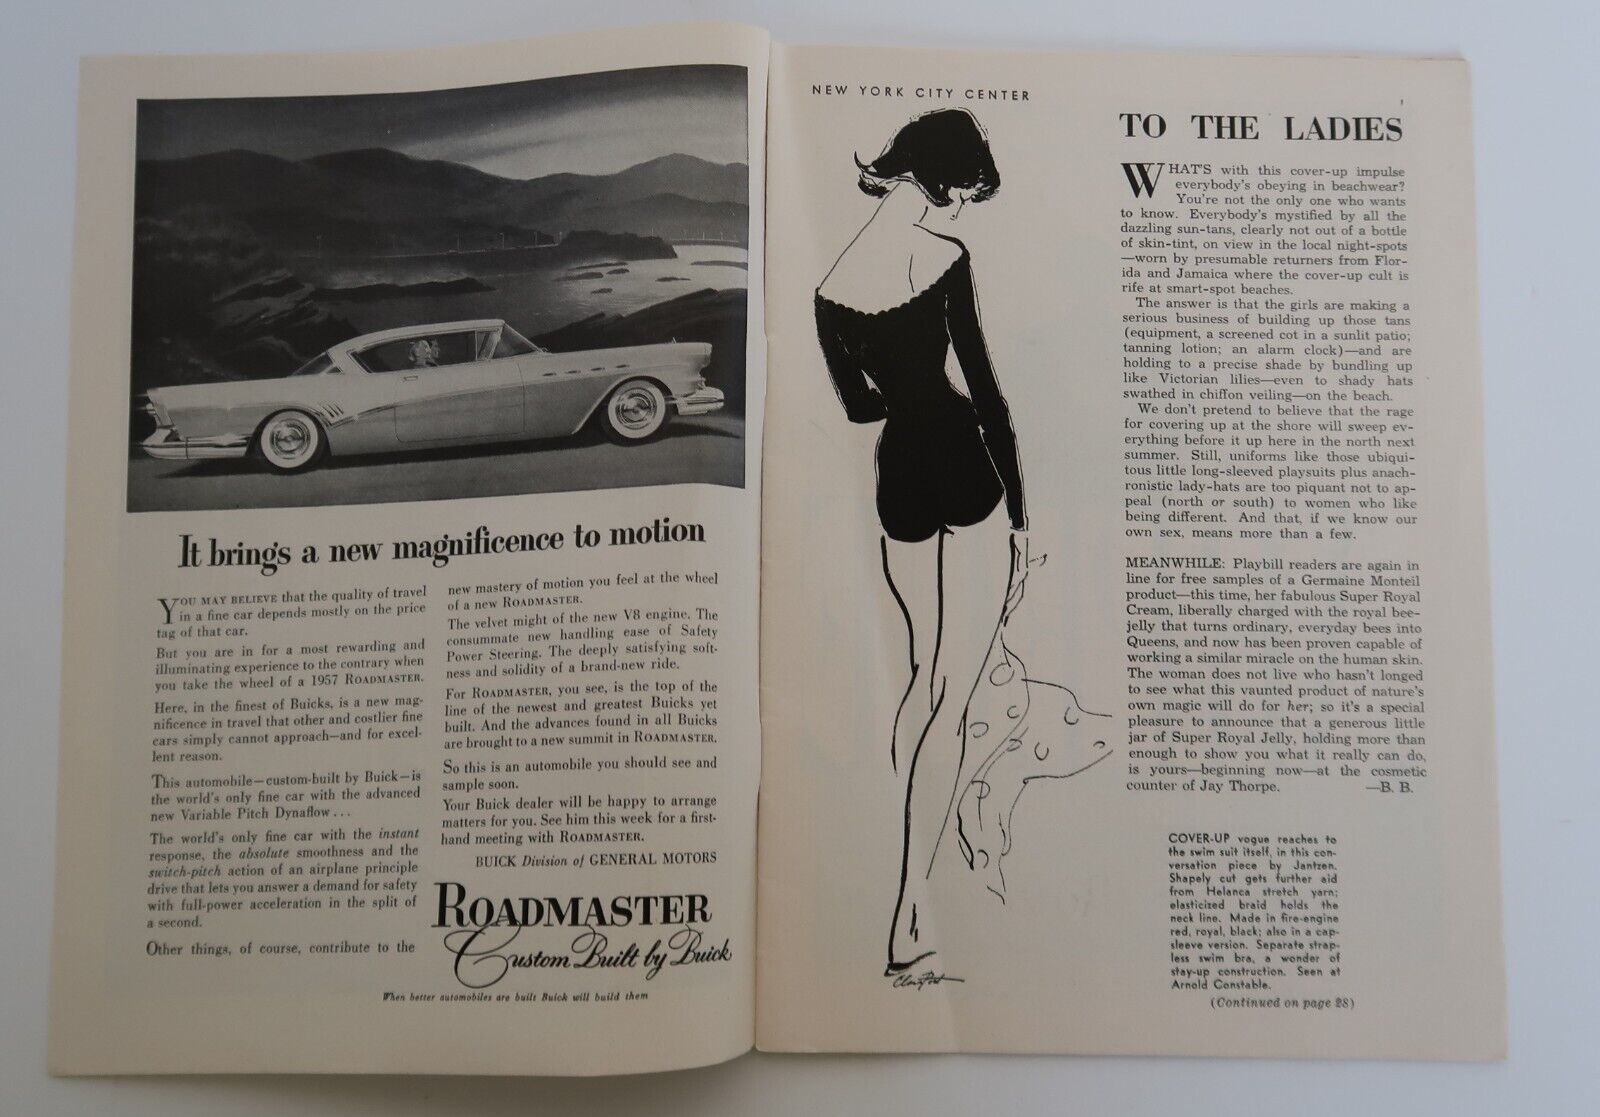 It brings a new magnificence to motion
YOU MAY BELIEVE that the quality of travel
in a fine car depends mostly on the price
tag of that car.
But you are in for a most rewarding and
illuminating experience to the contrary when
you take the wheel of a 1957 ROADMASTER.
Here, in the finest of Buicks, is a new mag-
nificence in travel that other and costlier fine
cars simply cannot approach—and for excel-
lent reason.
This automobile—custom-built by Buick—is
the world's only fine car with the advanced
new Variable Pitch Dynaflow...
The world's only fine car with the instant
response, the absolute smoothness and the
switch-pitch action of an airplane principle
drive that lets you answer a demand for safety
with full-power acceleration in the split of
a second.
Other things, of course, contribute to the
new mastery of motion you feel at the wheel
of a new ROADMASTER.
The velvet might of the new V8 engine. The
consummate new handling ease of Safety
Power Steering. The deeply satisfying soft-
ness and solidity of a brand-new ride.
For ROADMASTER, you see, is the top of the
line of the newest and greatest Buicks yet
built. And the advances found in all Buicks
are brought to a new summit in ROADMASTER.
So this is an automobile you should see and
sample soon.
Your Buick dealer will be happy to arrange
matters for you. See him this week for a first-
hand meeting with ROADMASTER.
BUICK Division of GENERAL MOTORS
ROADMASTER
Custom Built by Buick
When better automobiles are built Buick will build them
NEW YORK CITY CENTER
TO THE LADIES
WHAT'S with this cover-up impulse
everybody's obeying in beachwear?
You're not the only one who wants
to know. Everybody's mystified by all the
dazzling sun-tans, clearly not out of a bottle
of skin-tint, on view in the local night-spots
—worn by presumable returners from Flor-
ida and Jamaica where the cover-up cult is
rife at smart-spot beaches.
The answer is that the girls are making a
serious business of building up those tans
(equipment, a screened cot in a sunlit patio;
tanning lotion; an alarm clock)—and are
holding to a precise shade by bundling up
like Victorian lilies—even to shady hats
swathed in chiffon veiling—on the beach.
We don't pretend to believe that the rage
for covering up at the shore will sweep ev-
erything before it up here in the north next
summer. Still, uniforms like those ubiqui-
tous little long-sleeved playsuits plus anach-
ronistic lady-hats are too piquant not to ap-
peal (north or south) to women who like
being different. And that, if we know our
own sex, means more than a few.
MEANWHILE: Playbill readers are again in
line for free samples of a Germaine Monteil
product—this time, her fabulous Super Royal
Cream, liberally charged with the royal bee-
jelly that turns ordinary, everyday bees into
Queens, and now has been proven capable of
working a similar miracle on the human skin.
The woman does not live who hasn't longed
to see what this vaunted product of nature's
own magic will do for her; so it's a special
pleasure to announce that a generous little
jar of Super Royal Jelly, holding more than
enough to show you what it really can do,
is yours—beginning now—at the cosmetic
counter of Jay Thorpe. —B. B.
COVER-UP vogue reaches to
the swim suit itself, in this con-
versation piece by Jantzen.
Shapely cut gets further aid
from Helanca stretch yarn;
elasticized braid holds the
neck line. Made in fire-engine
red, royal, black; also in a cap-
sleeve version. Separate strap-
less swim bra, a wonder of
stay-up construction. Seen at
Arnold Constable.
(Continued on page 28)